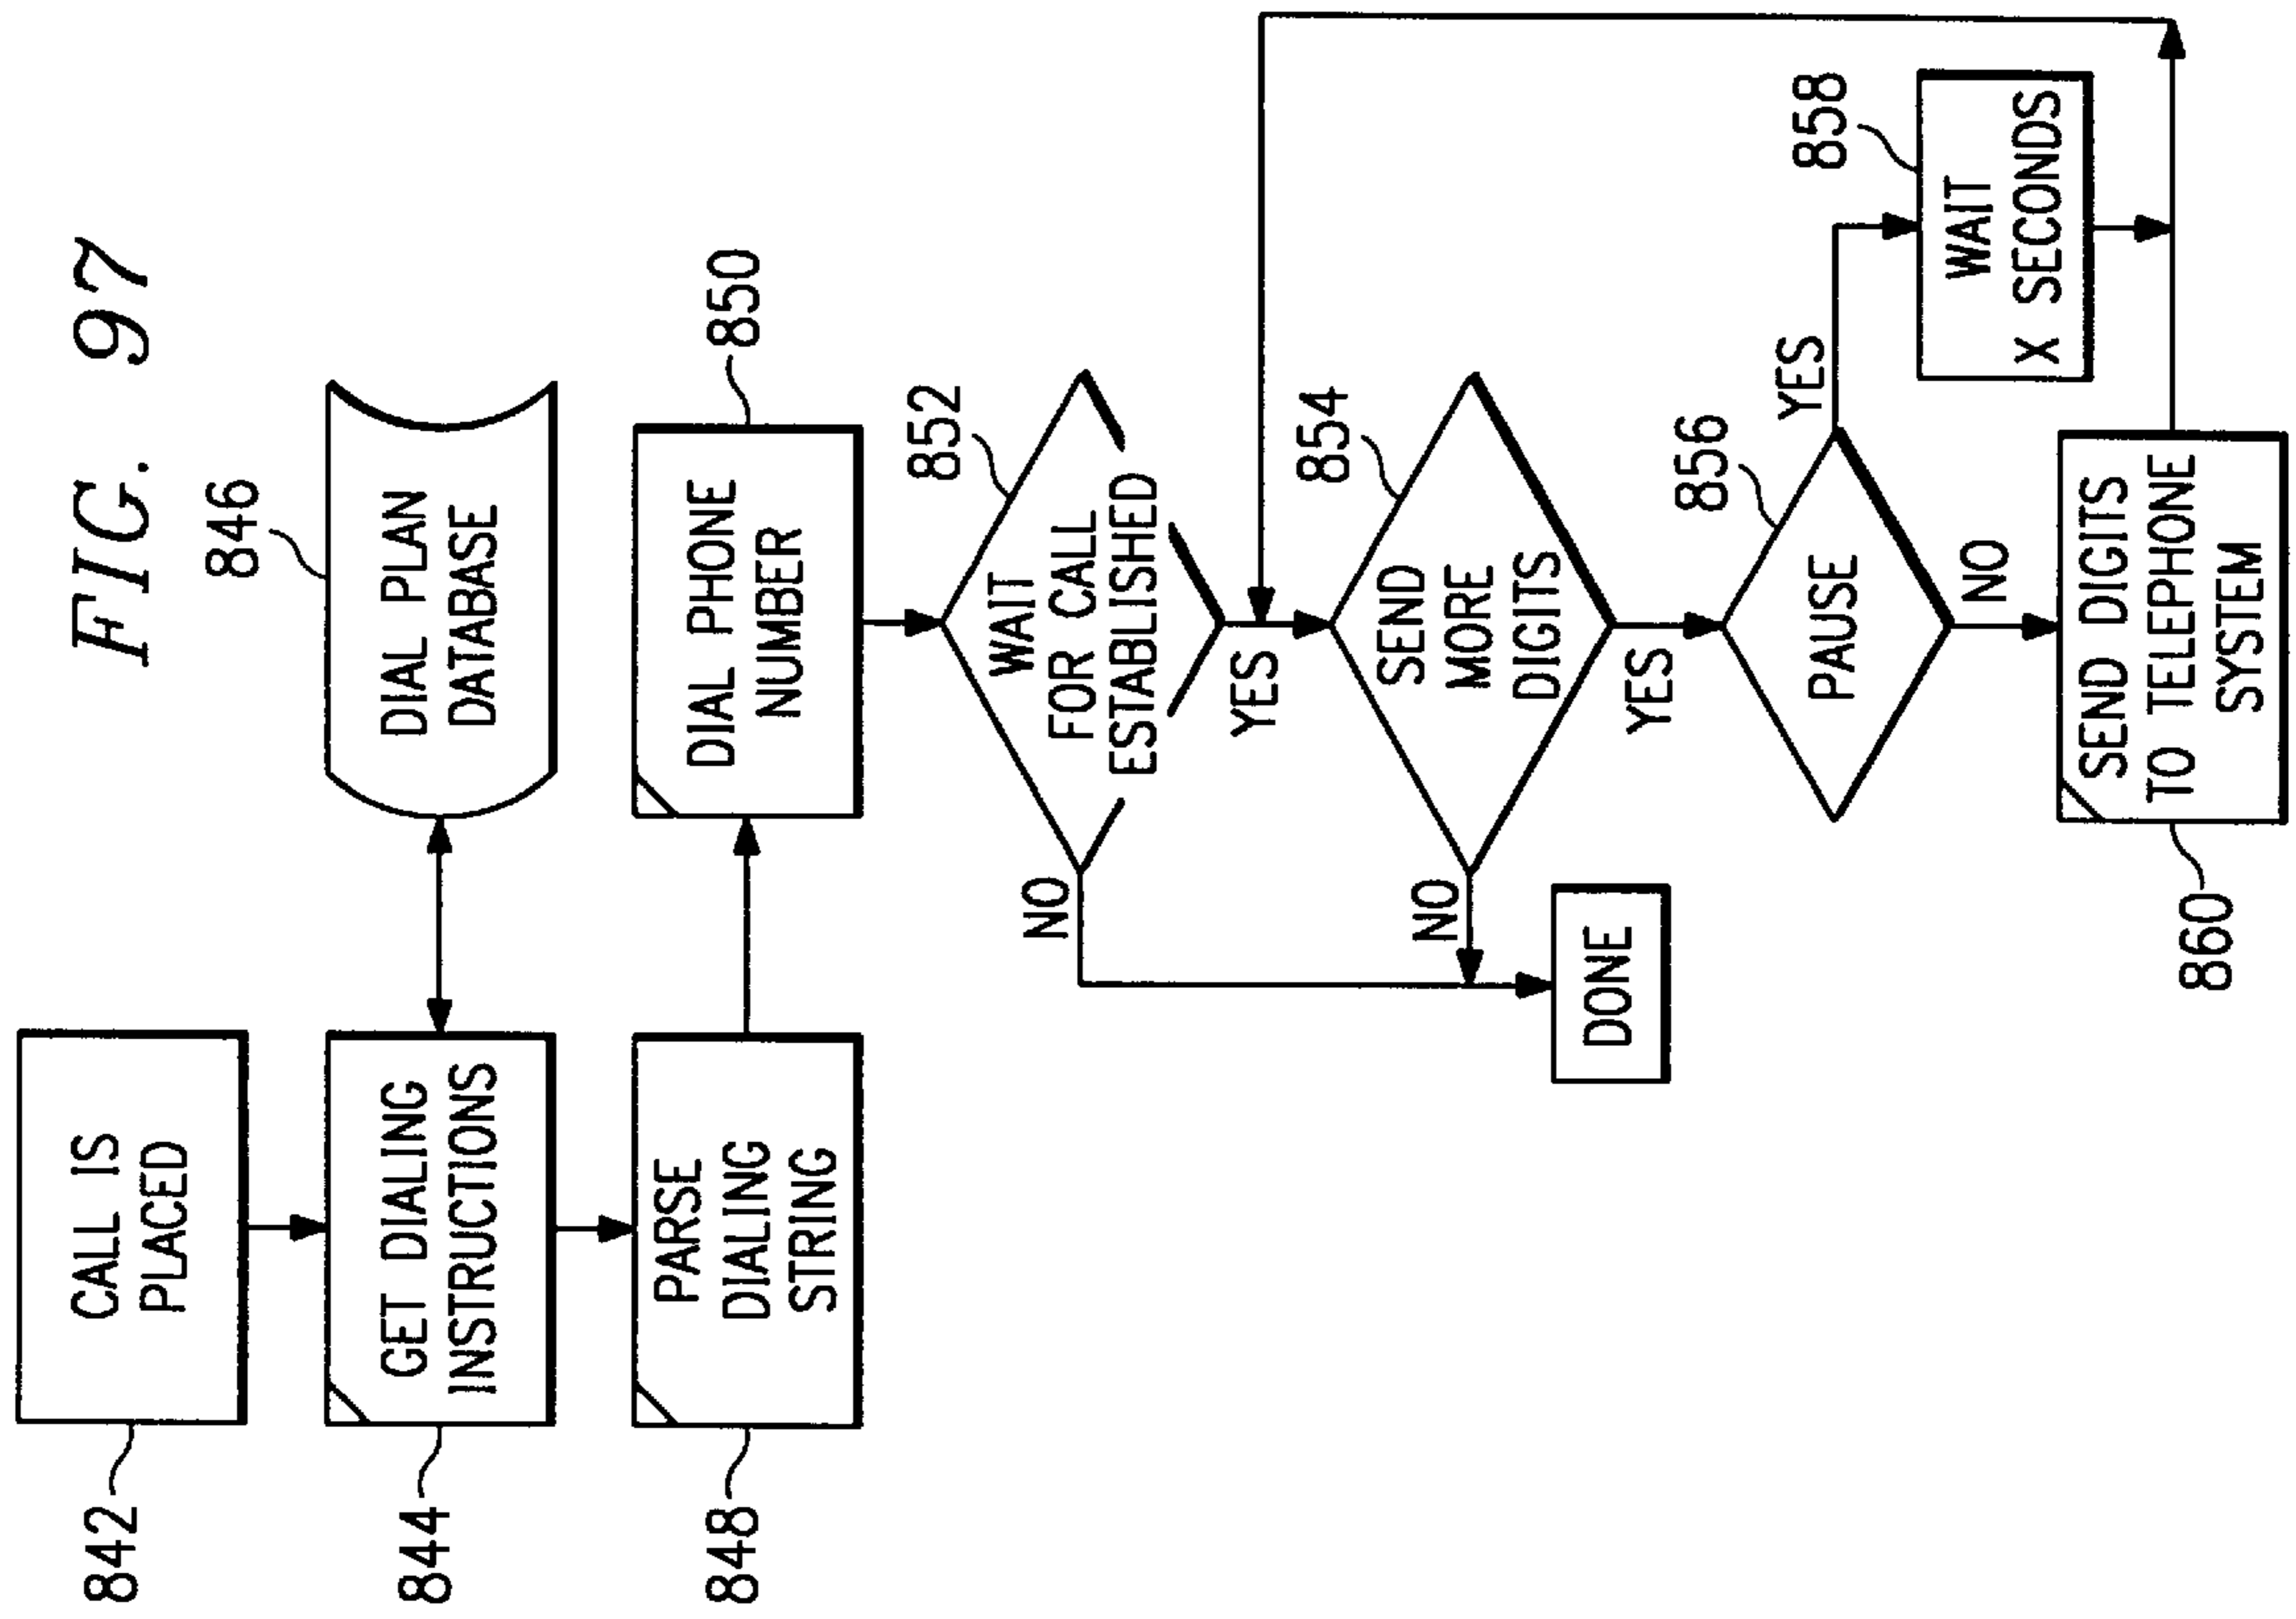 FIG. 97
842
CALL IS
PLACED
844
GET DIALING
INSTRUCTIONS
846
DIAL PLAN
DATABASE
848
PARSE
DIALING
STRING
850
DIAL PHONE
NUMBER
852
WAIT
FOR CALL
ESTABLISHED
NO
YES
854
SEND
MORE
DIGITS
NO
YES
DONE
856
PAUSE
YES
NO
858
WAIT
X SECONDS
860
SEND DIGITS
TO TELEPHONE
SYSTEM